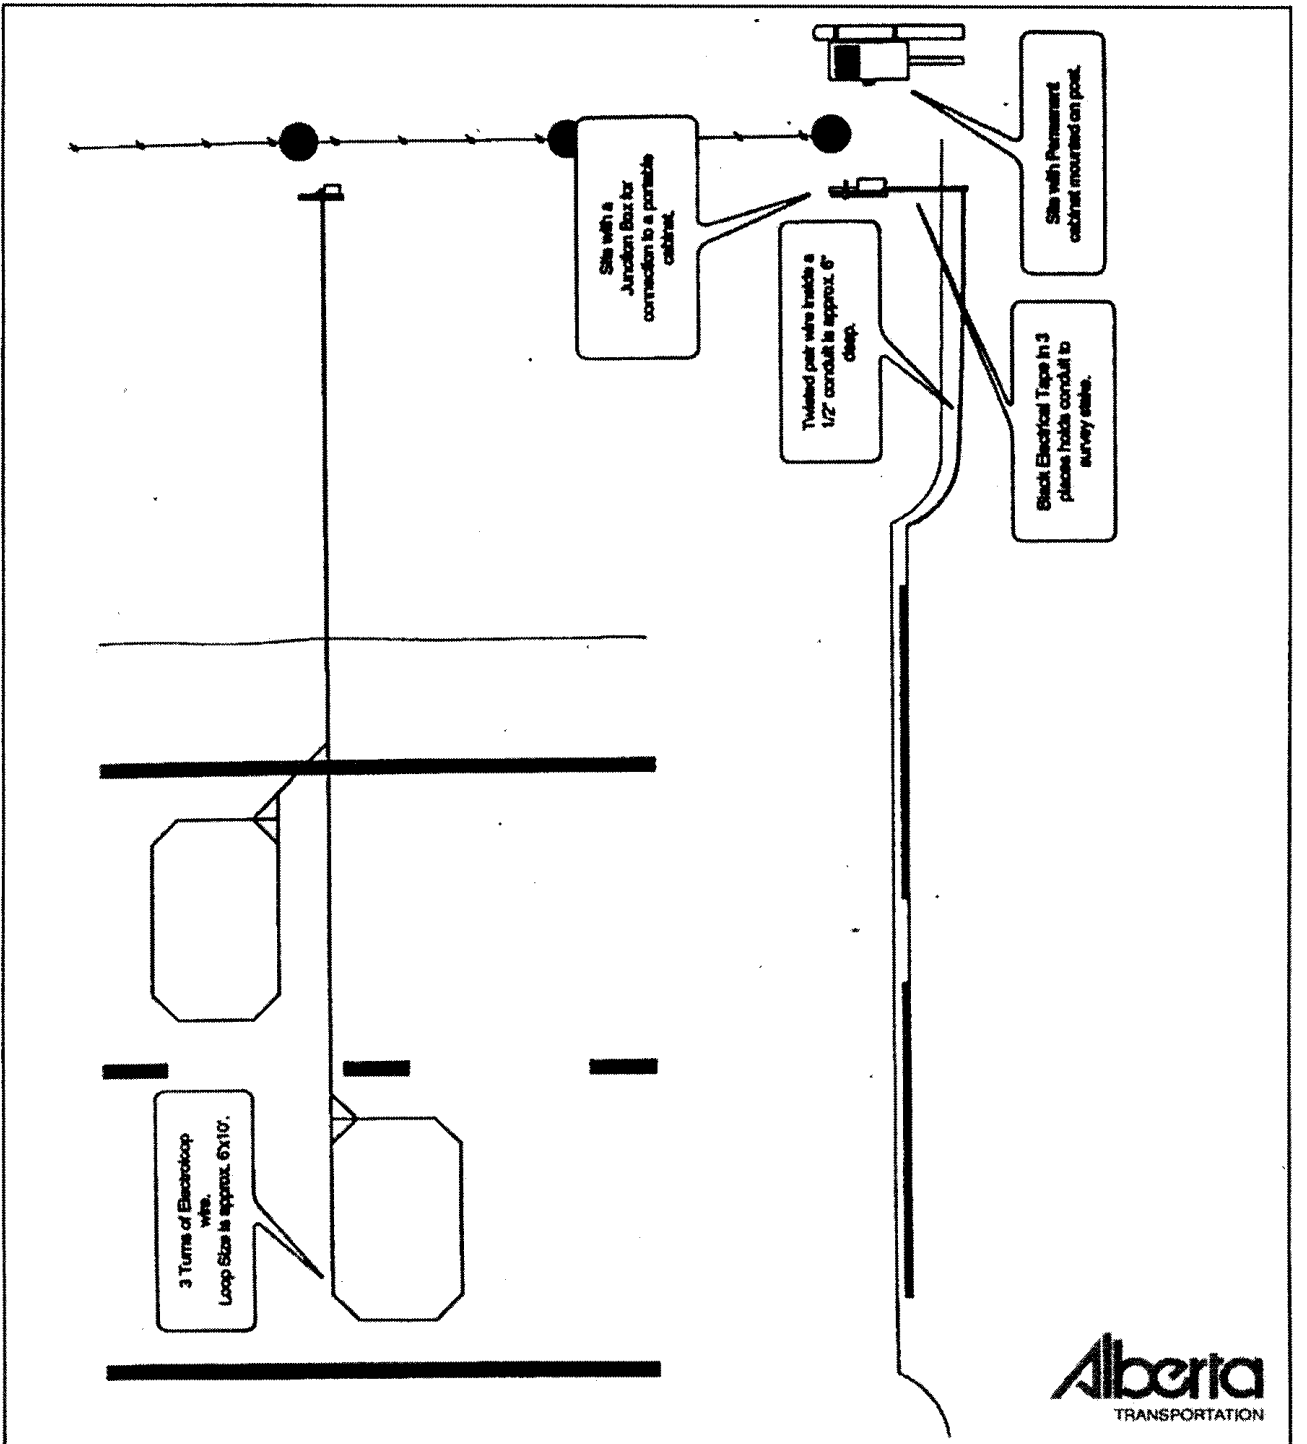 Site with Permanent
cabinet mounted on post.
Site with a
Junction Box for
connection to a portable
cabinet.
Twisted pair wire inside a
1/2" conduit is approx. 6"
deep.
Black Electrical Tape in 3
places holds conduit to
survey stake.
3 Turns of Electroloop
wire.
Loop Size is approx. 6'x10'.
Alberta
TRANSPORTATION